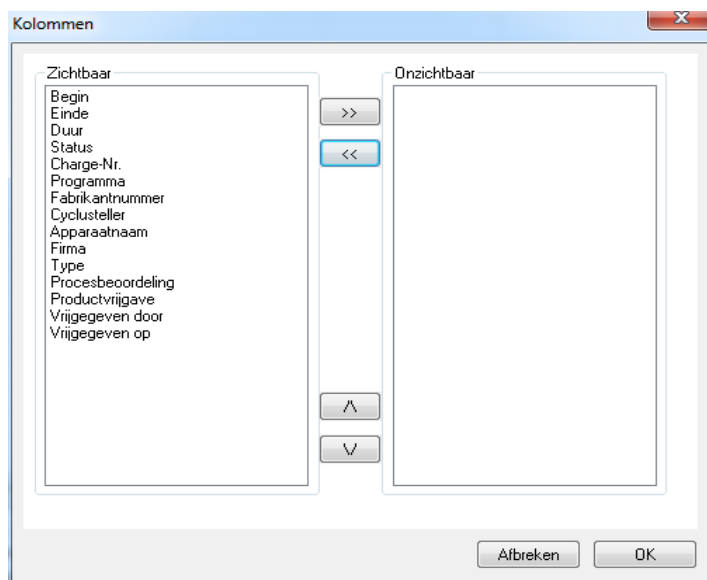 Kolommen
x
Zichtbaar
Onzichtbaar
Begin
Einde
Duur
Status
Charge-Nr.
Programma
Fabrikantnummer
Cyclusteller
Apparaatnaam
Firma
Type
Procesbeoordeling
Productvrijgave
Vrijgegeven door
Vrijgegeven op
>>
<<
/\
\/
Afbreken
OK